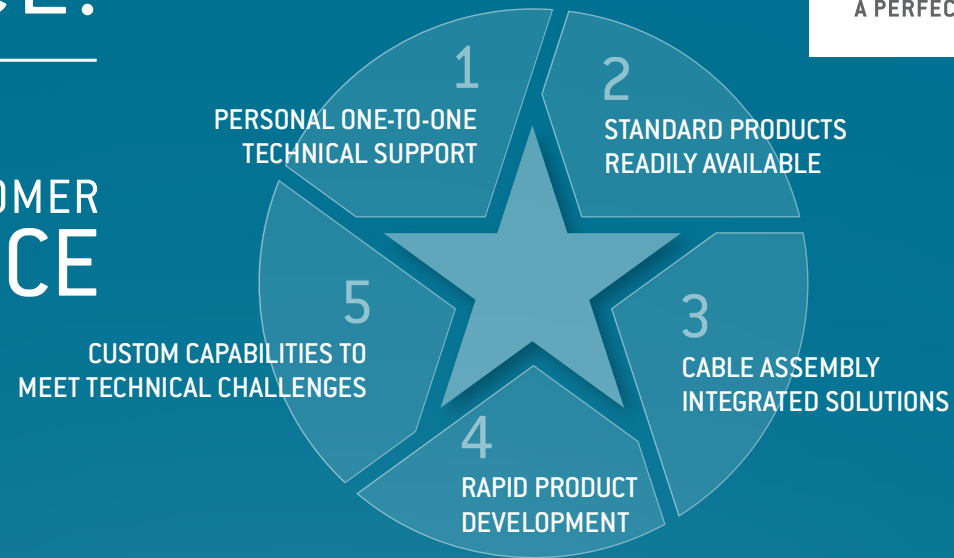 A PERFEC
OMER
CE
1
PERSONAL ONE-TO-ONE
TECHNICAL SUPPORT
2
STANDARD PRODUCTS
READILY AVAILABLE
3
CABLE ASSEMBLY
INTEGRATED SOLUTIONS
4
RAPID PRODUCT
DEVELOPMENT
5
CUSTOM CAPABILITIES TO
MEET TECHNICAL CHALLENGES